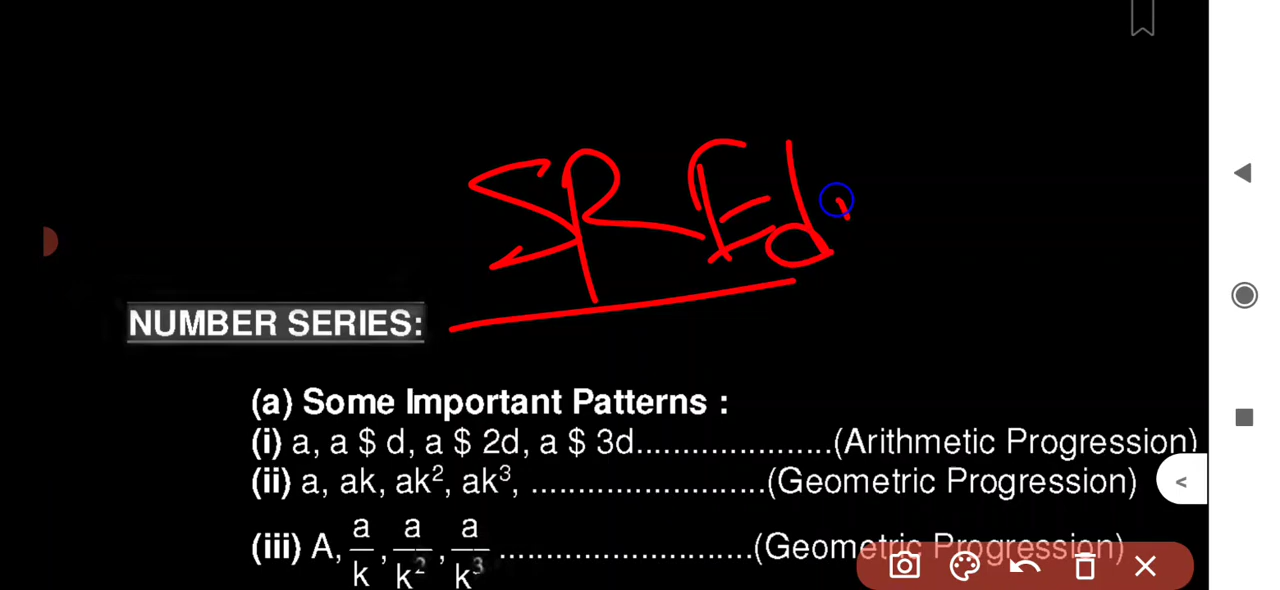 SR Ed
NUMBER SERIES:
(a) Some Important Patterns :
(i) a, a $ d, a $ 2d, a $ 3d.....................(Arithmetic Progression)
(ii) a, ak, ak², ak³, .........................(Geometric Progression)
(iii) A, a/k, a/k², a/k³ ...........................(Geometric Progression)
<